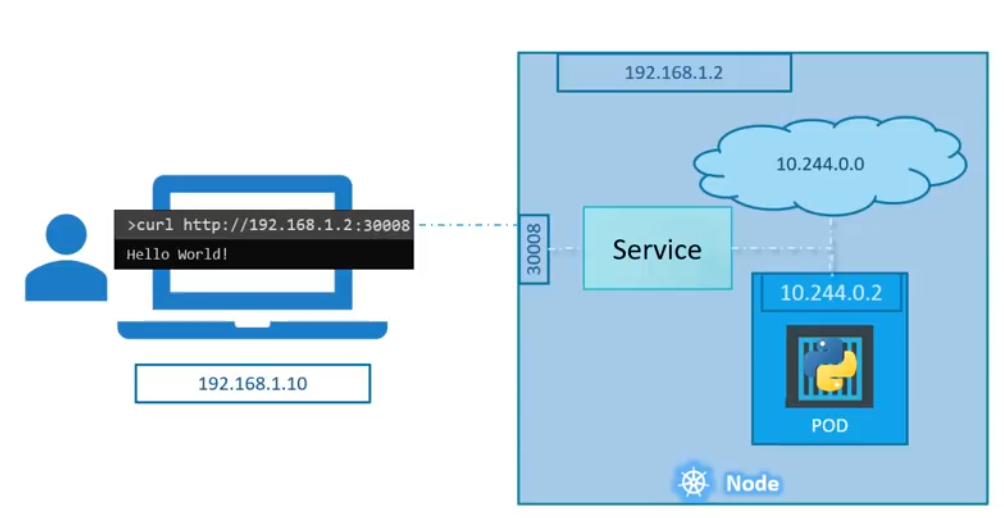 >curl http://192.168.1.2:30008
Hello World!
192.168.1.10
192.168.1.2
10.244.0.0
30008
Service
10.244.0.2
POD
Node